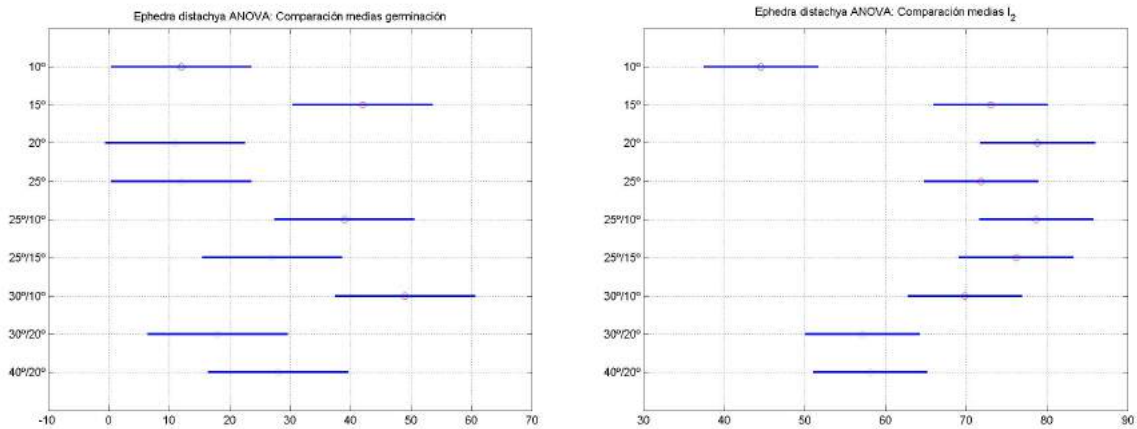 Ephedra distachya ANOVA: Comparación medias germinación
10º
15º
20º
25º
25º/10º
25º/15º
30º/10º
30º/20º
40º/20º
-10 0 10 20 30 40 50 60 70
Ephedra distachya ANOVA: Comparación medias I₂
10º
15º
20º
25º
25º/10º
25º/15º
30º/10º
30º/20º
40º/20º
30 40 50 60 70 80 90